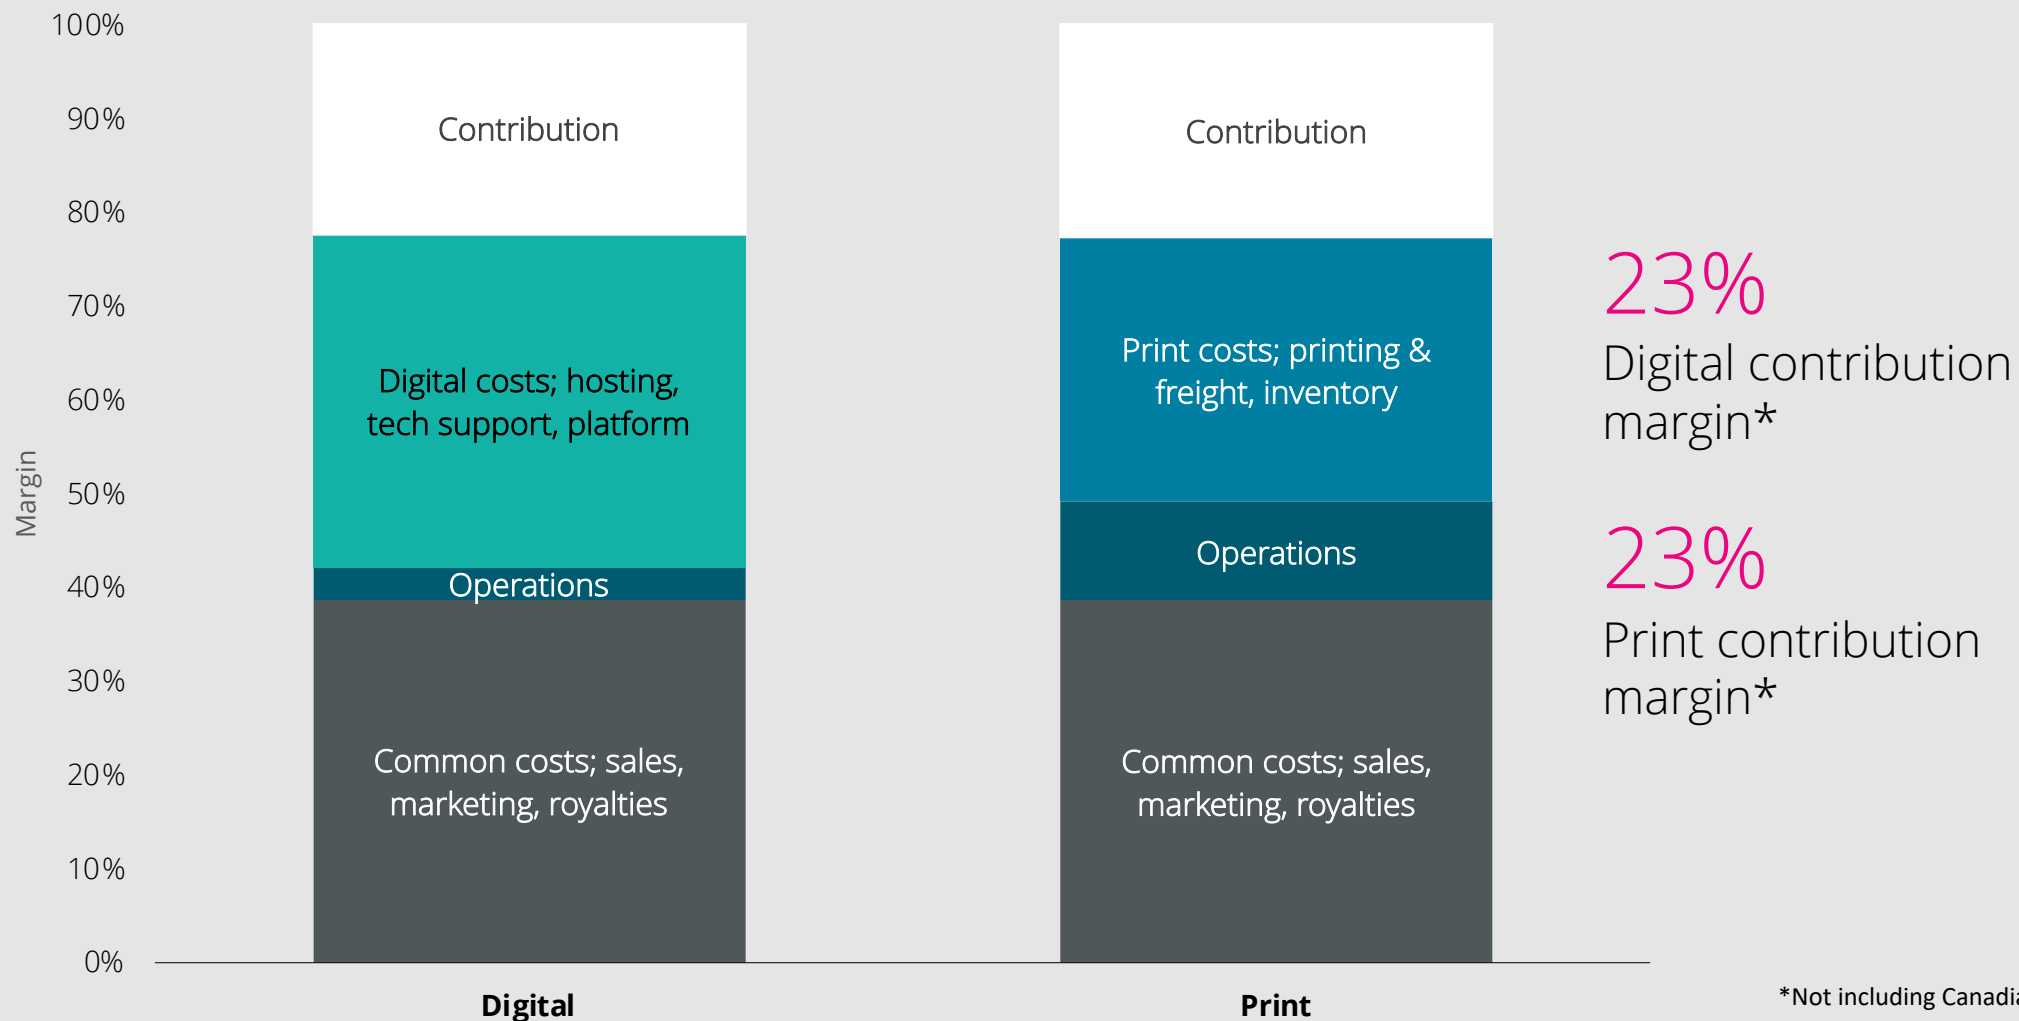 100%
90%
80%
70%
60%
50%
40%
30%
20%
10%
0%
Margin
Contribution
Digital costs; hosting,
tech support, platform
Operations
Common costs; sales,
marketing, royalties
Digital
Contribution
Print costs; printing &
freight, inventory
Operations
Common costs; sales,
marketing, royalties
Print
23%
Digital contribution
margin*
23%
Print contribution
margin*
*Not including